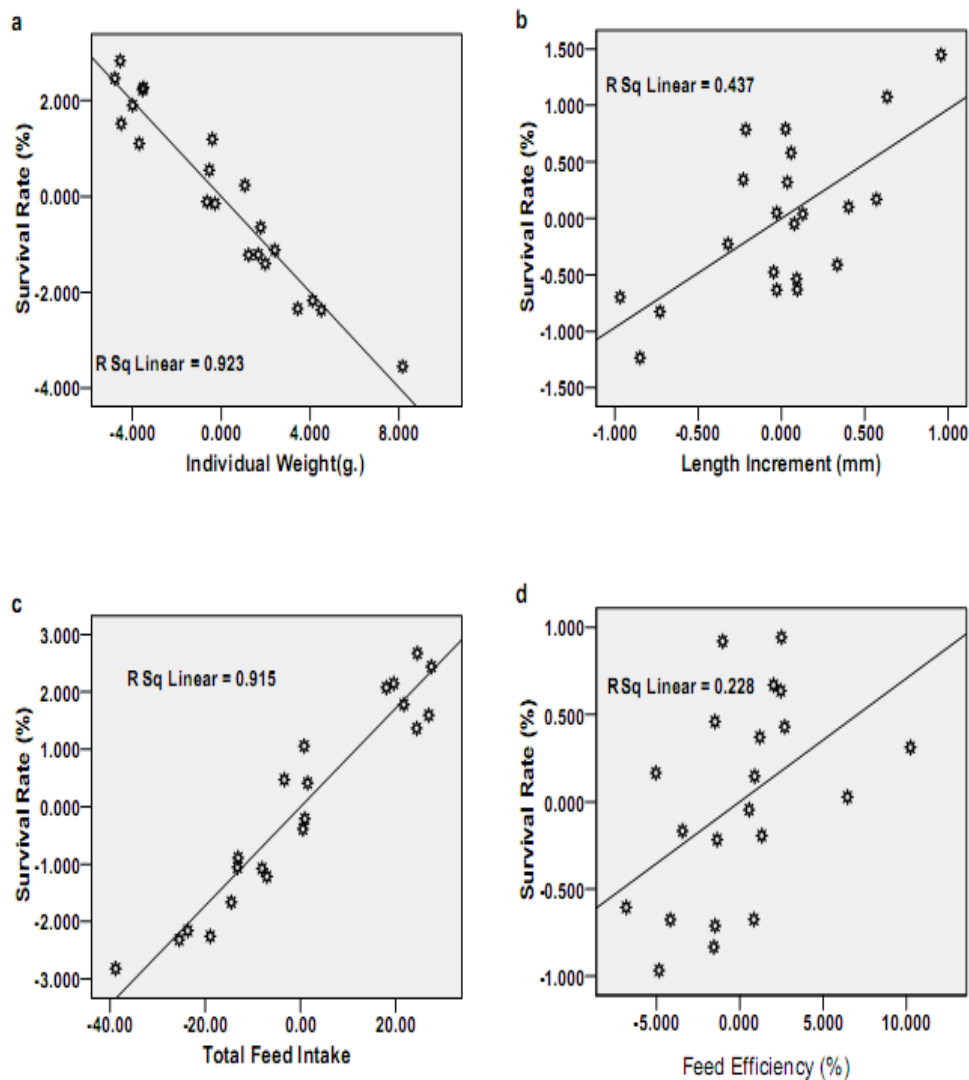 a
Survival Rate (%)
2.000
0.000
-2.000
-4.000
R Sq Linear = 0.923
-4.000 0.000 4.000 8.000
Individual Weight(g.)
b
Survival Rate (%)
1.500
1.000
0.500
0.000
-0.500
-1.000
-1.500
R Sq Linear = 0.437
-1.000 -0.500 0.000 0.500 1.000
Length Increment (mm)
c
Survival Rate (%)
3.000
2.000
1.000
0.000
-1.000
-2.000
-3.000
R Sq Linear = 0.915
-40.00 -20.00 0.00 20.00
Total Feed Intake
d
Survival Rate (%)
1.000
0.500
0.000
-0.500
-1.000
R Sq Linear = 0.228
-5.000 0.000 5.000 10.000
Feed Efficiency (%)